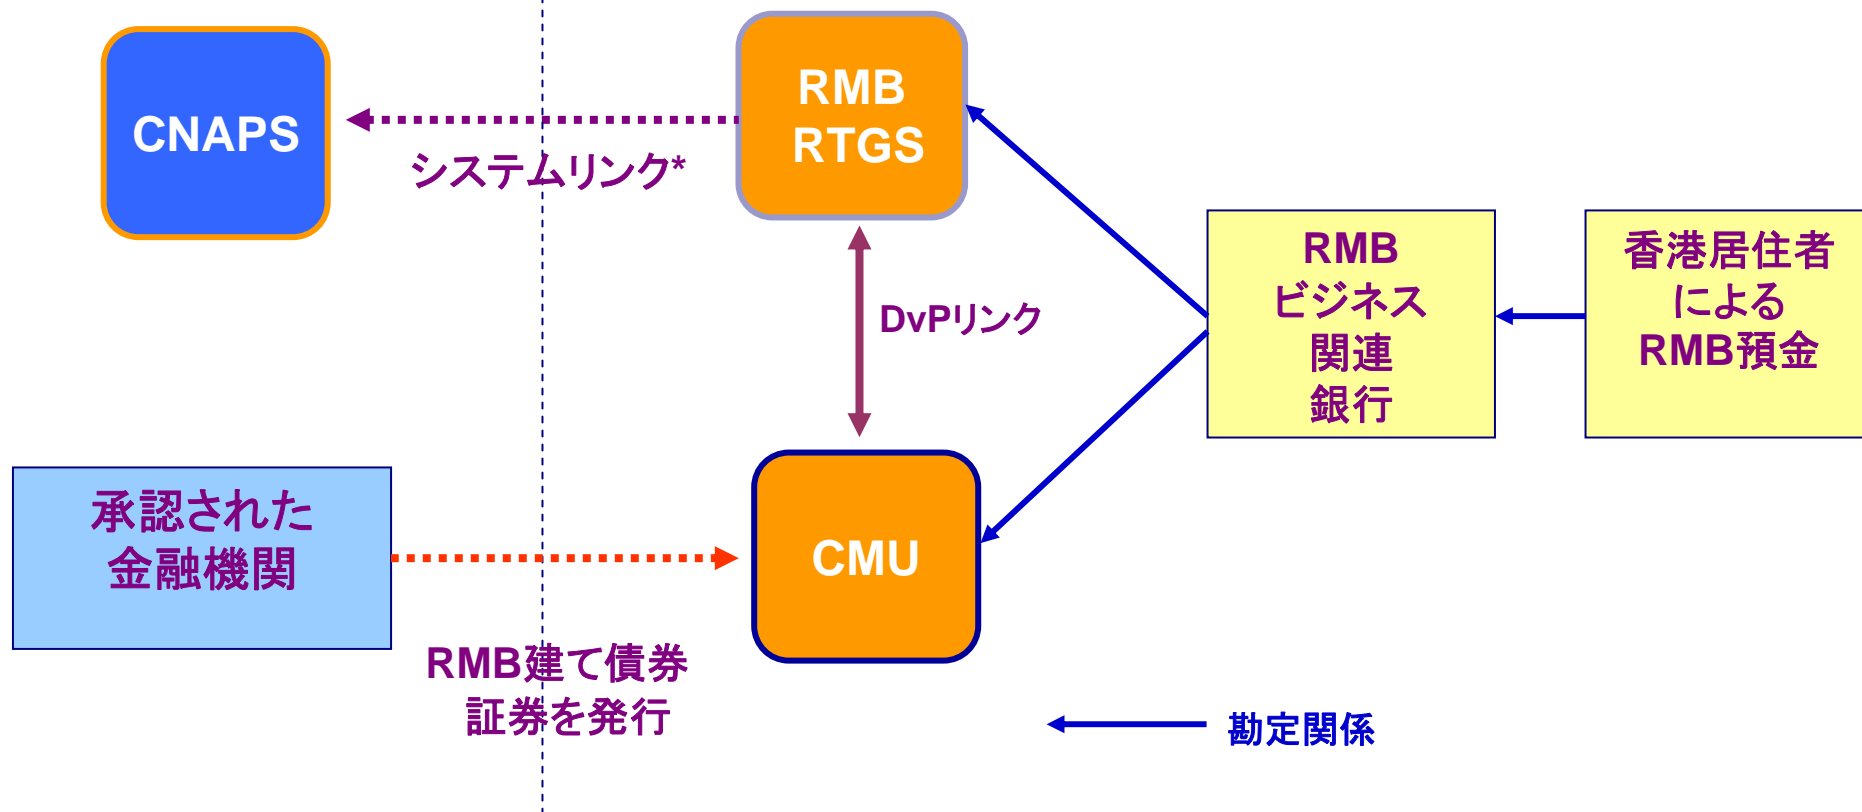 CNAPS
システムリンク*
RMB
RTGS
DvPリンク
RMB
ビジネス
関連
銀行
香港居住者
による
RMB預金
承認された
金融機関
CMU
RMB建て債券
証券を発行
勘定関係